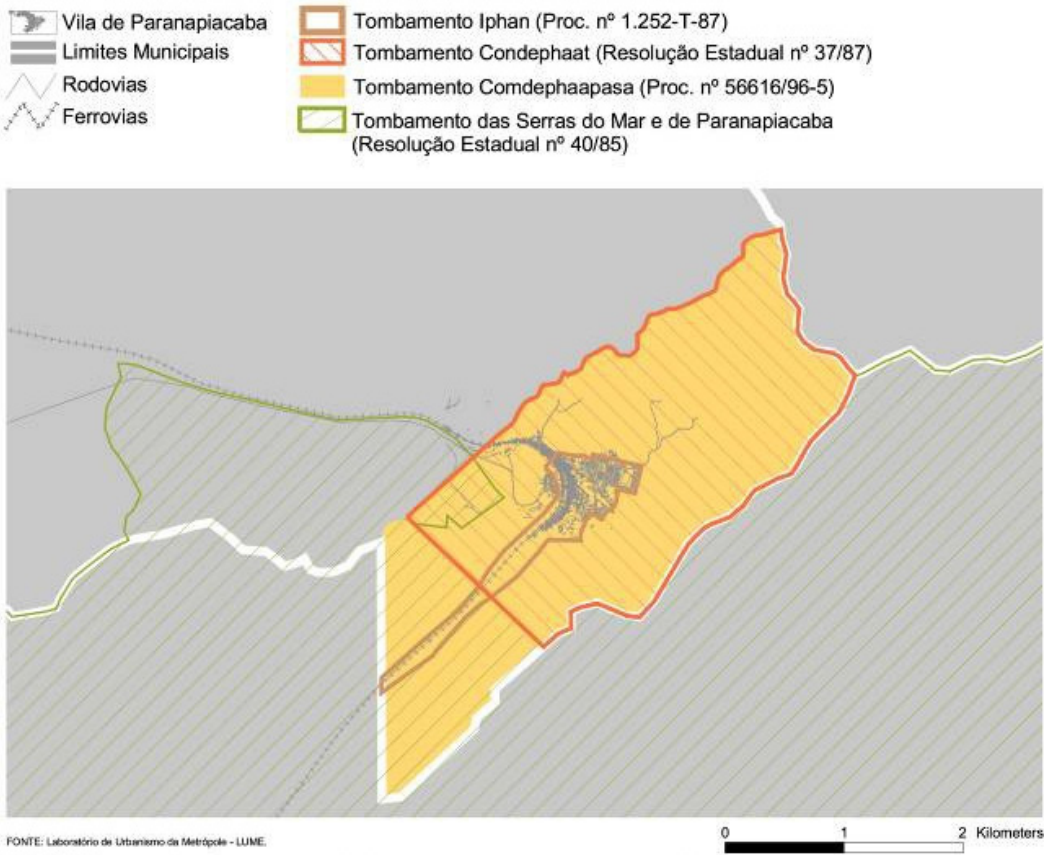 Vila de Paranapiacaba
Limites Municipais
Rodovias
Ferrovias
Tombamento Iphan (Proc. nº 1.252-T-87)
Tombamento Condephaat (Resolução Estadual nº 37/87)
Tombamento Comdephaapasa (Proc. nº 56616/96-5)
Tombamento das Serras do Mar e de Paranapiacaba
(Resolução Estadual nº 40/85)
FONTE: Laboratório de Urbanismo da Metrópole - LUME.
0 1 2 Kilometers